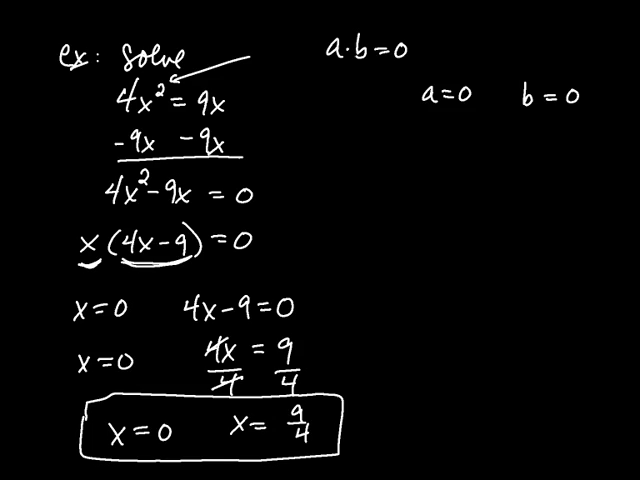 ex: solve
a·b=0
4x² = 9x
a=0 b=0
-9x -9x
4x²-9x = 0
x(4x-9)=0
x=0 4x-9=0
x=0 4x/4 = 9/4
x=0 x= 9/4